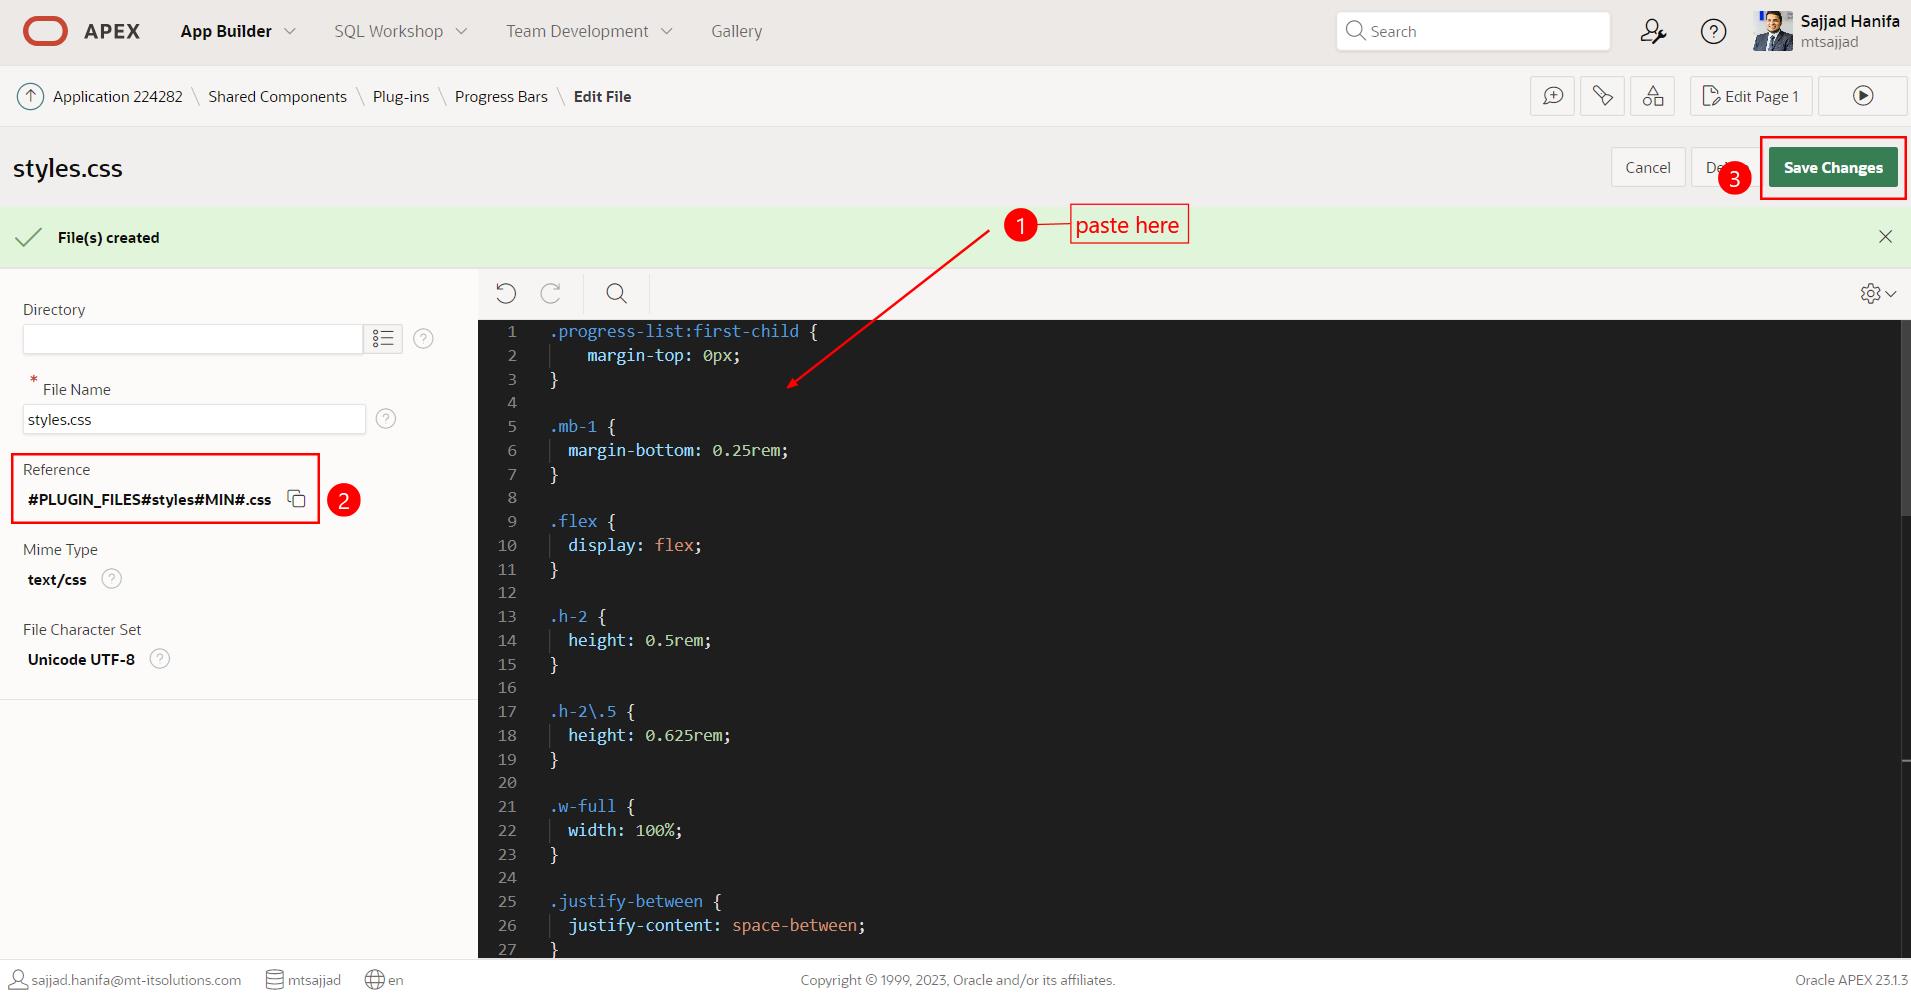 APEX App Builder SQL Workshop Team Development Gallery Search Sajjad Hanifa
mtsajjad
Application 224282 \ Shared Components \ Plug-ins \ Progress Bars \ Edit File Edit Page 1
styles.css Cancel Save Changes
3
File(s) created
1 paste here
Directory
* File Name
styles.css
Reference
#PLUGIN_FILES#styles#MIN#.css
2
Mime Type
text/css
File Character Set
Unicode UTF-8
1 .progress-list:first-child {
2 margin-top: 0px;
3 }
4
5 .mb-1 {
6 margin-bottom: 0.25rem;
7 }
8
9 .flex {
10 display: flex;
11 }
12
13 .h-2 {
14 height: 0.5rem;
15 }
16
17 .h-2\.5 {
18 height: 0.625rem;
19 }
20
21 .w-full {
22 width: 100%;
23 }
24
25 .justify-between {
26 justify-content: space-between;
27 }
sajjad.hanifa@mt-itsolutions.com mtsajjad en Copyright © 1999, 2023, Oracle and/or its affiliates. Oracle APEX 23.1.3